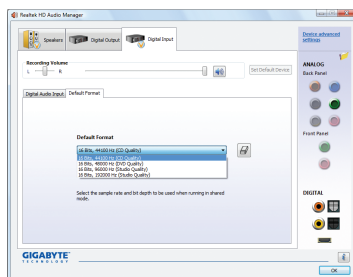 Realtek HD Audio Manager
Speakers
Digital Output
Digital Input
Device advanced
settings
Recording Volume
L
R
Set Default Device
ANALOG
Back Panel
Digital Audio Input
Default Format
Default Format
16 Bits, 44100 Hz (CD Quality)
16 Bits, 44100 Hz (CD Quality)
16 Bits, 48000 Hz (DVD Quality)
16 Bits, 96000 Hz (Studio Quality)
16 Bits, 192000 Hz (Studio Quality)
Front Panel
Select the sample rate and bit depth to be used when running in shared
mode.
DIGITAL
GIGABYTE
TECHNOLOGY
OK